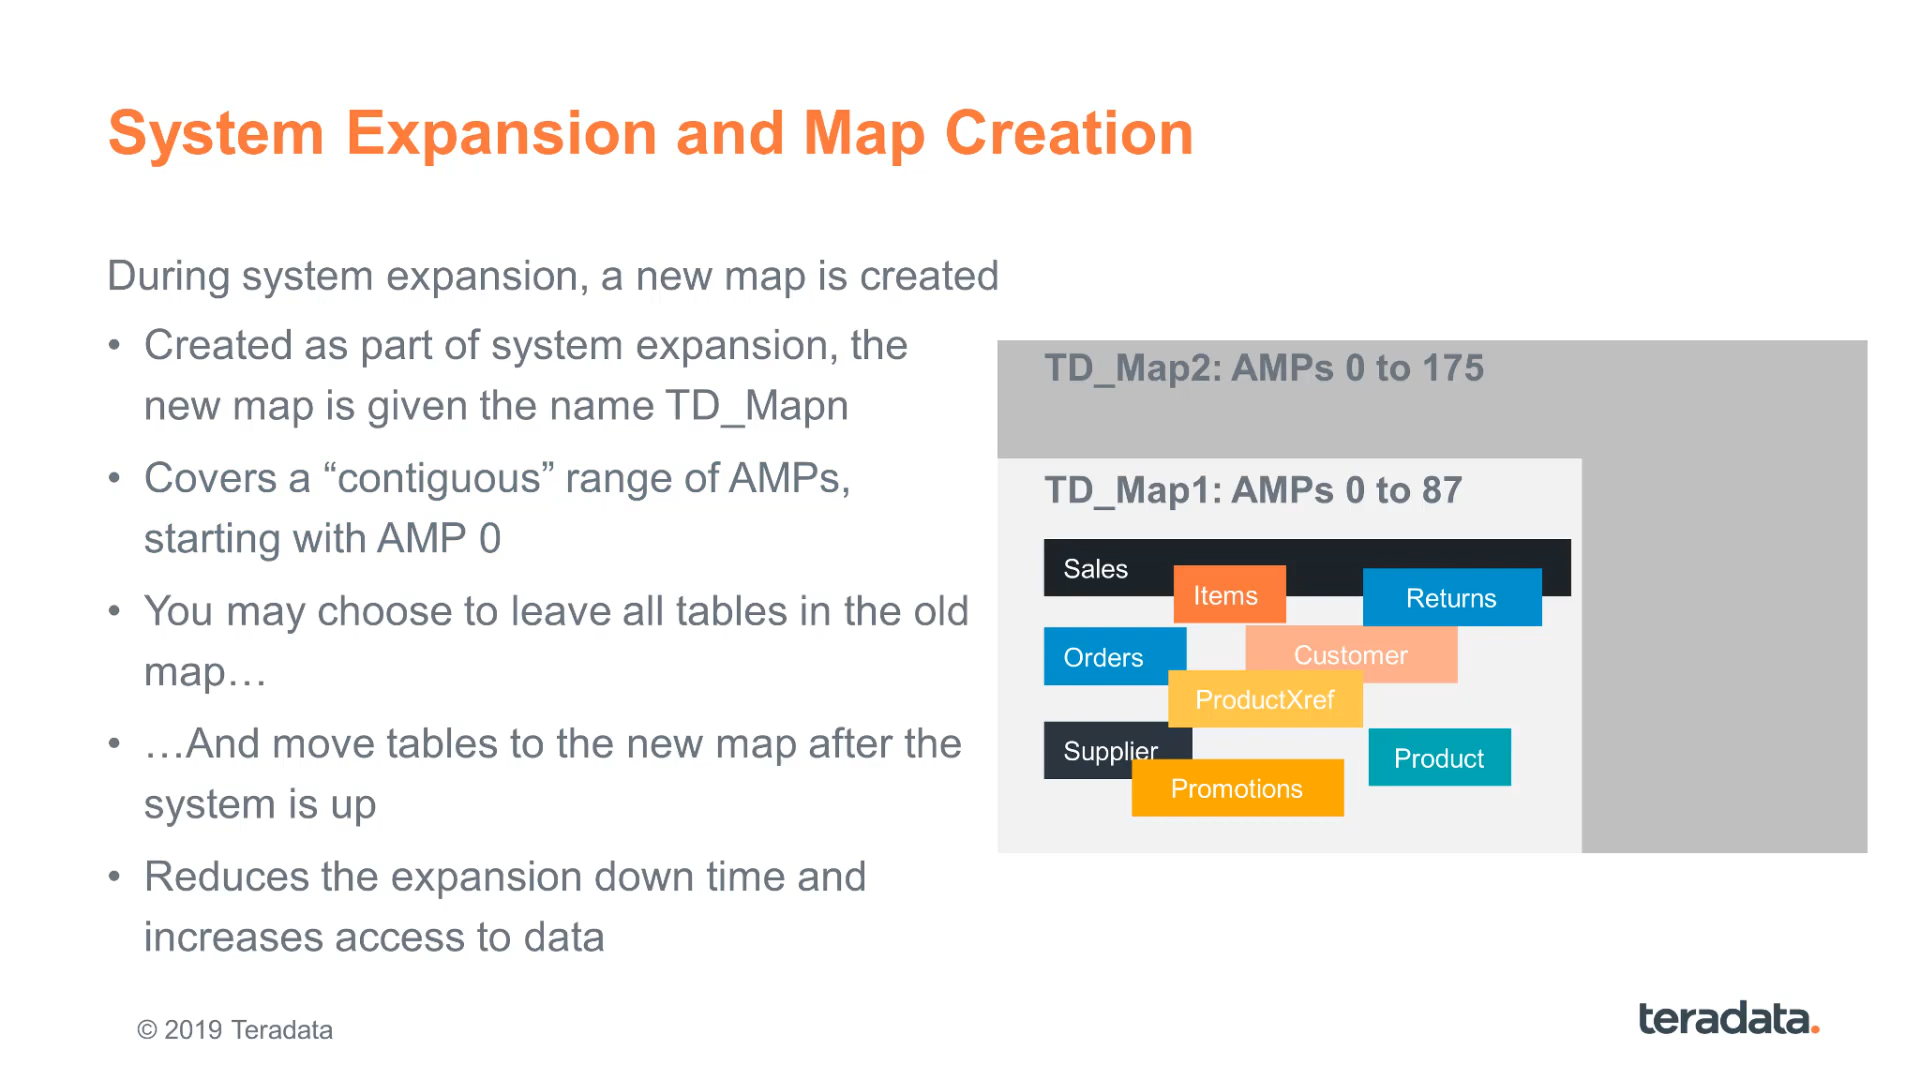 System Expansion and Map Creation
During system expansion, a new map is created
• Created as part of system expansion, the
new map is given the name TD_Mapn
• Covers a “contiguous” range of AMPs,
starting with AMP 0
• You may choose to leave all tables in the old
map…
• …And move tables to the new map after the
system is up
• Reduces the expansion down time and
increases access to data
TD_Map2: AMPs 0 to 175
TD_Map1: AMPs 0 to 87
Sales
Items
Returns
Orders
Customer
ProductXref
Supplier
Product
Promotions
© 2019 Teradata
teradata.